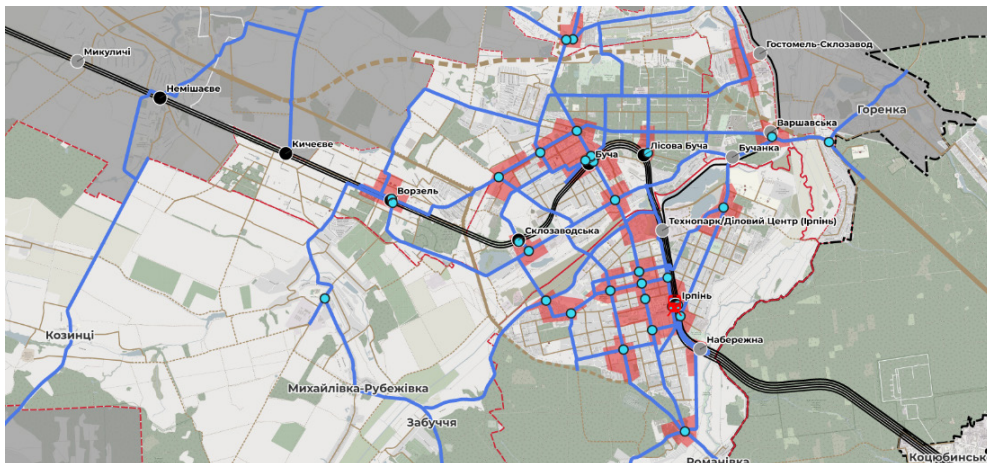 Микуличі
Гостомель-Склозавод
Немішаєве
Горенка
Варшавська
Кичеєве
Лісова Буча
Буча
Бучанка
Ворзель
Технопарк/Діловий Центр (Ірпінь)
Склозаводська
Ірпінь
Козинці
Набережна
Михайлівка-Рубежівка
Забуччя
Романівка
Коцюбинськ